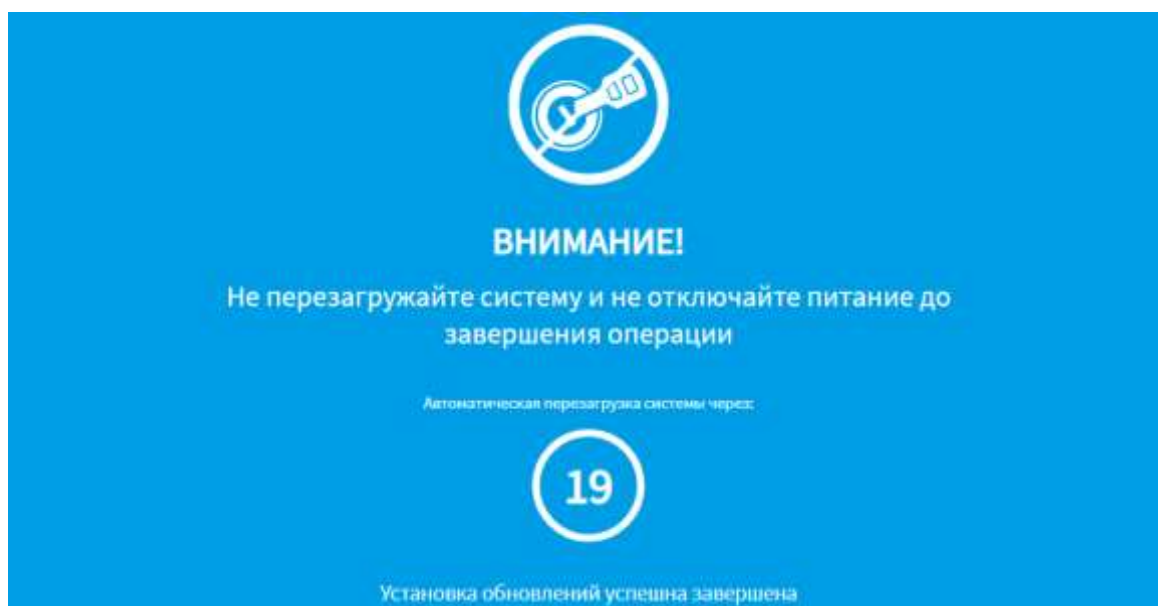 ВНИМАНИЕ!
Не перезагружайте систему и не отключайте питание до
завершения операции
Автоматическая перезагрузка системы через:
19
Установка обновлений успешна завершена